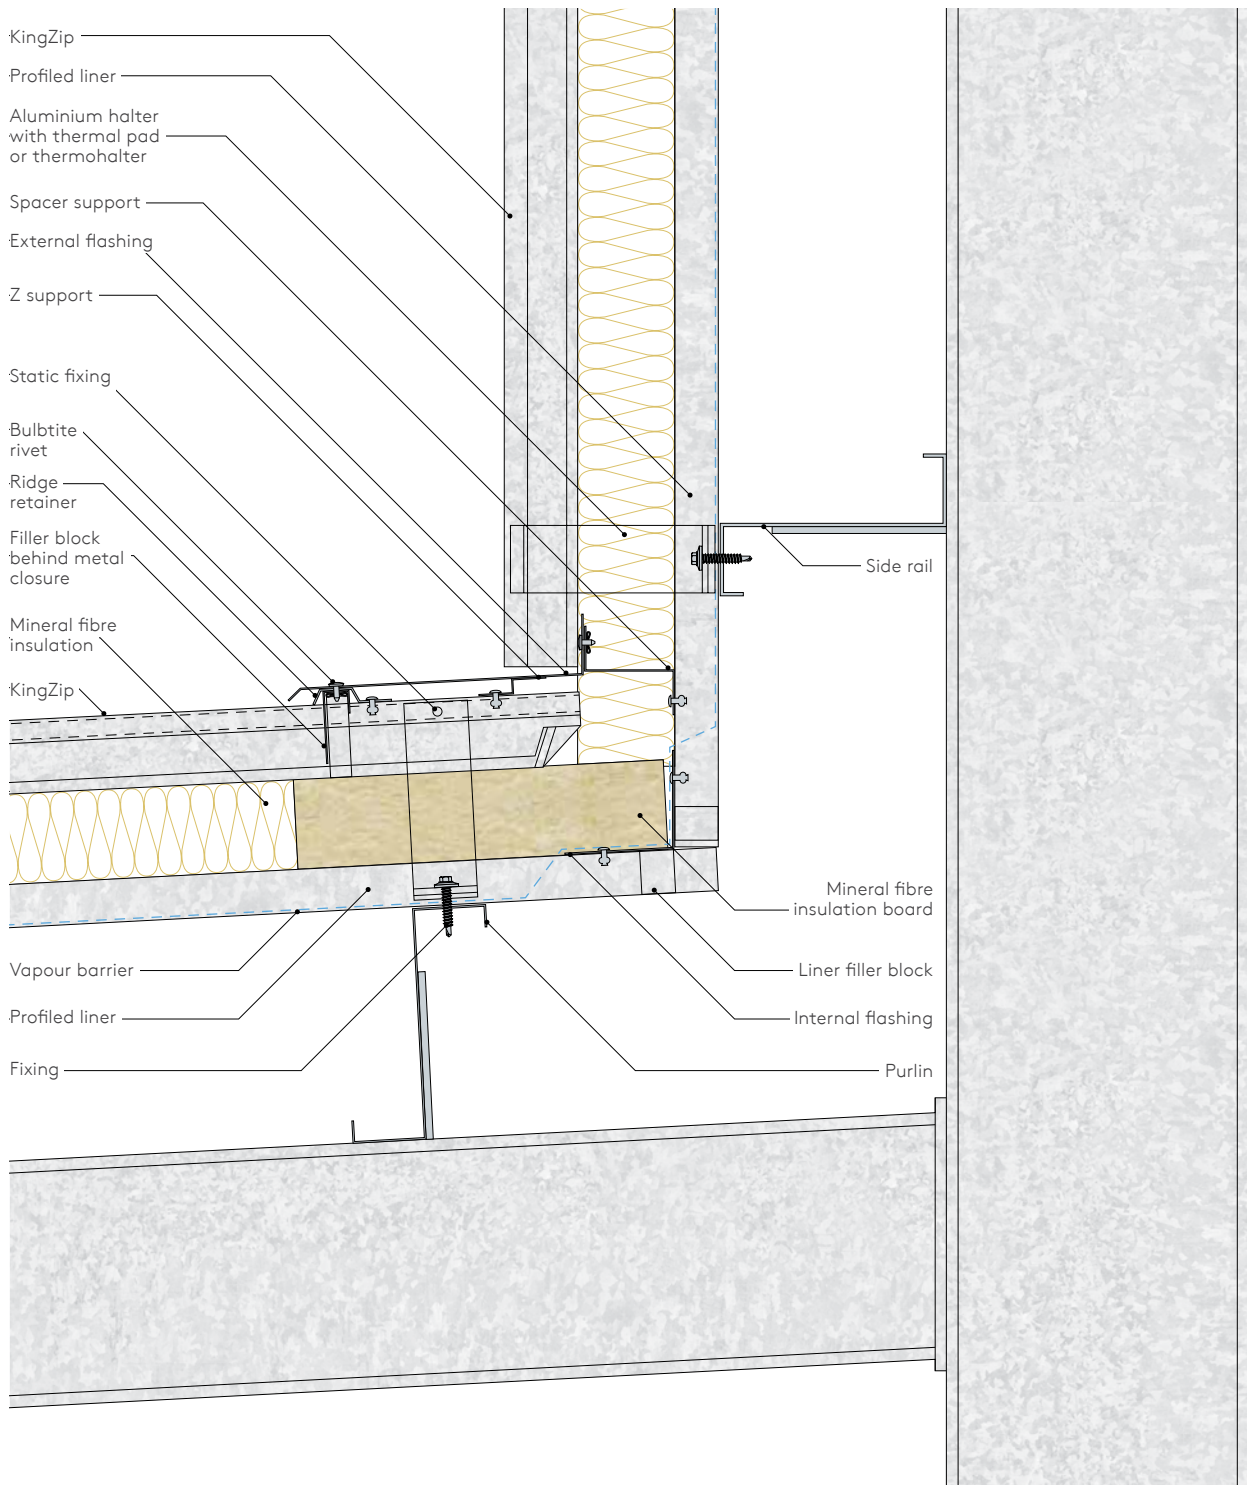 KingZip
Profiled liner
Aluminium halter
with thermal pad
or thermohalter
Spacer support
External flashing
Z support
Static fixing
Bulbtite
rivet
Ridge
retainer
Filler block
behind metal
closure
Mineral fibre
insulation
KingZip
Vapour barrier
Profiled liner
Fixing
Side rail
Mineral fibre
insulation board
Liner filler block
Internal flashing
Purlin